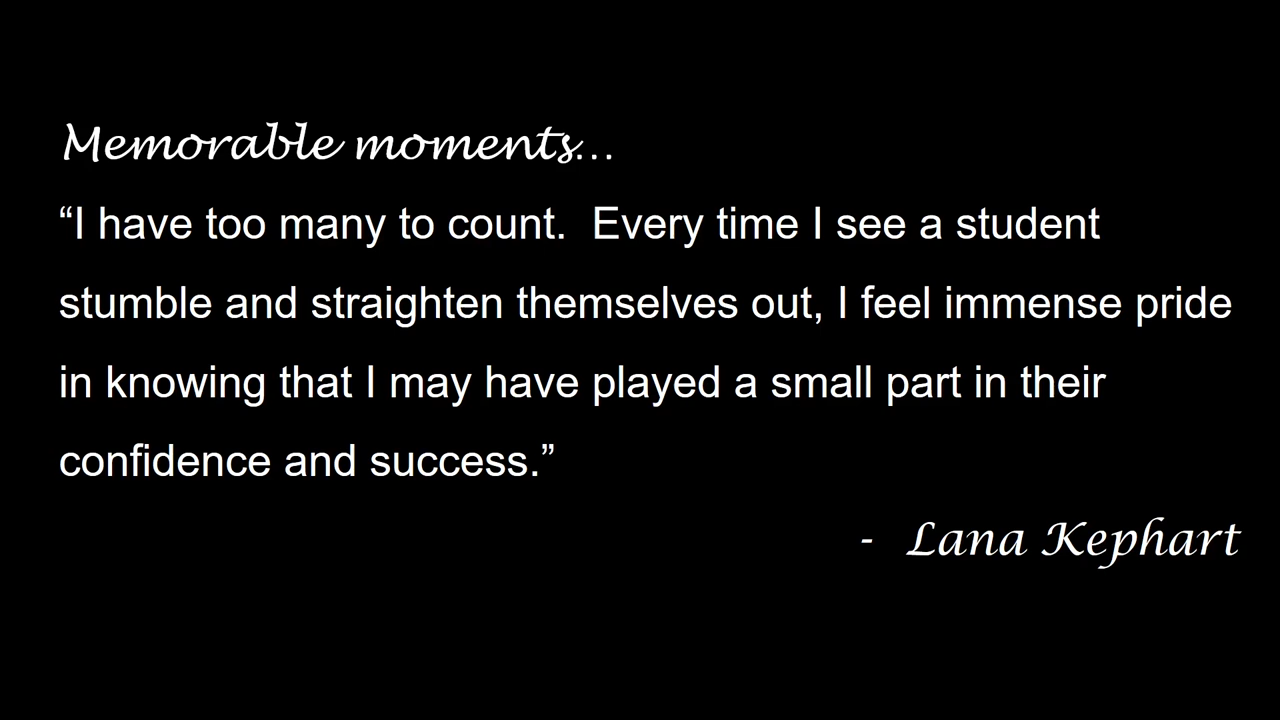 Memorable moments...
“I have too many to count.  Every time I see a student
stumble and straighten themselves out, I feel immense pride
in knowing that I may have played a small part in their
confidence and success.”
- Lana Kephart